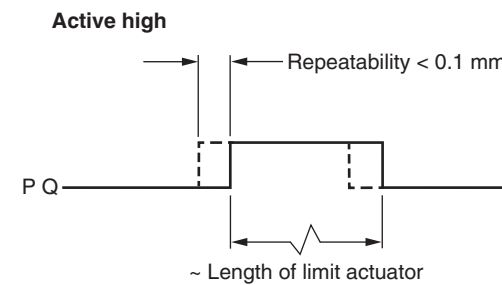 Active high
Repeatability < 0.1 mm
P Q
~ Length of limit actuator